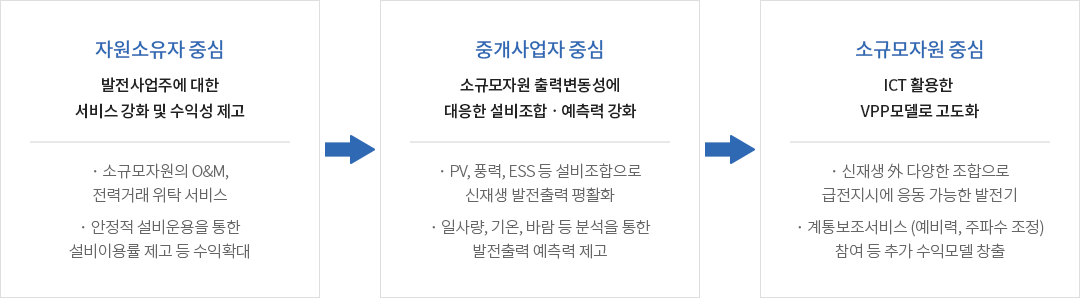 자원소유자 중심
발전사업주에 대한
서비스 강화 및 수익성 제고
· 소규모자원의 O&M,
전력거래 위탁 서비스
· 안정적 설비운용을 통한
설비이용률 제고 등 수익확대
중개사업자 중심
소규모자원 출력변동성에
대응한 설비조합 · 예측력 강화
· PV, 풍력, ESS 등 설비조합으로
신재생 발전출력 평활화
· 일사량, 기온, 바람 등 분석을 통한
발전출력 예측력 제고
소규모자원 중심
ICT 활용한
VPP모델로 고도화
· 신재생 外 다양한 조합으로
급전지시에 응동 가능한 발전기
· 계통보조서비스 (예비력, 주파수 조정)
참여 등 추가 수익모델 창출